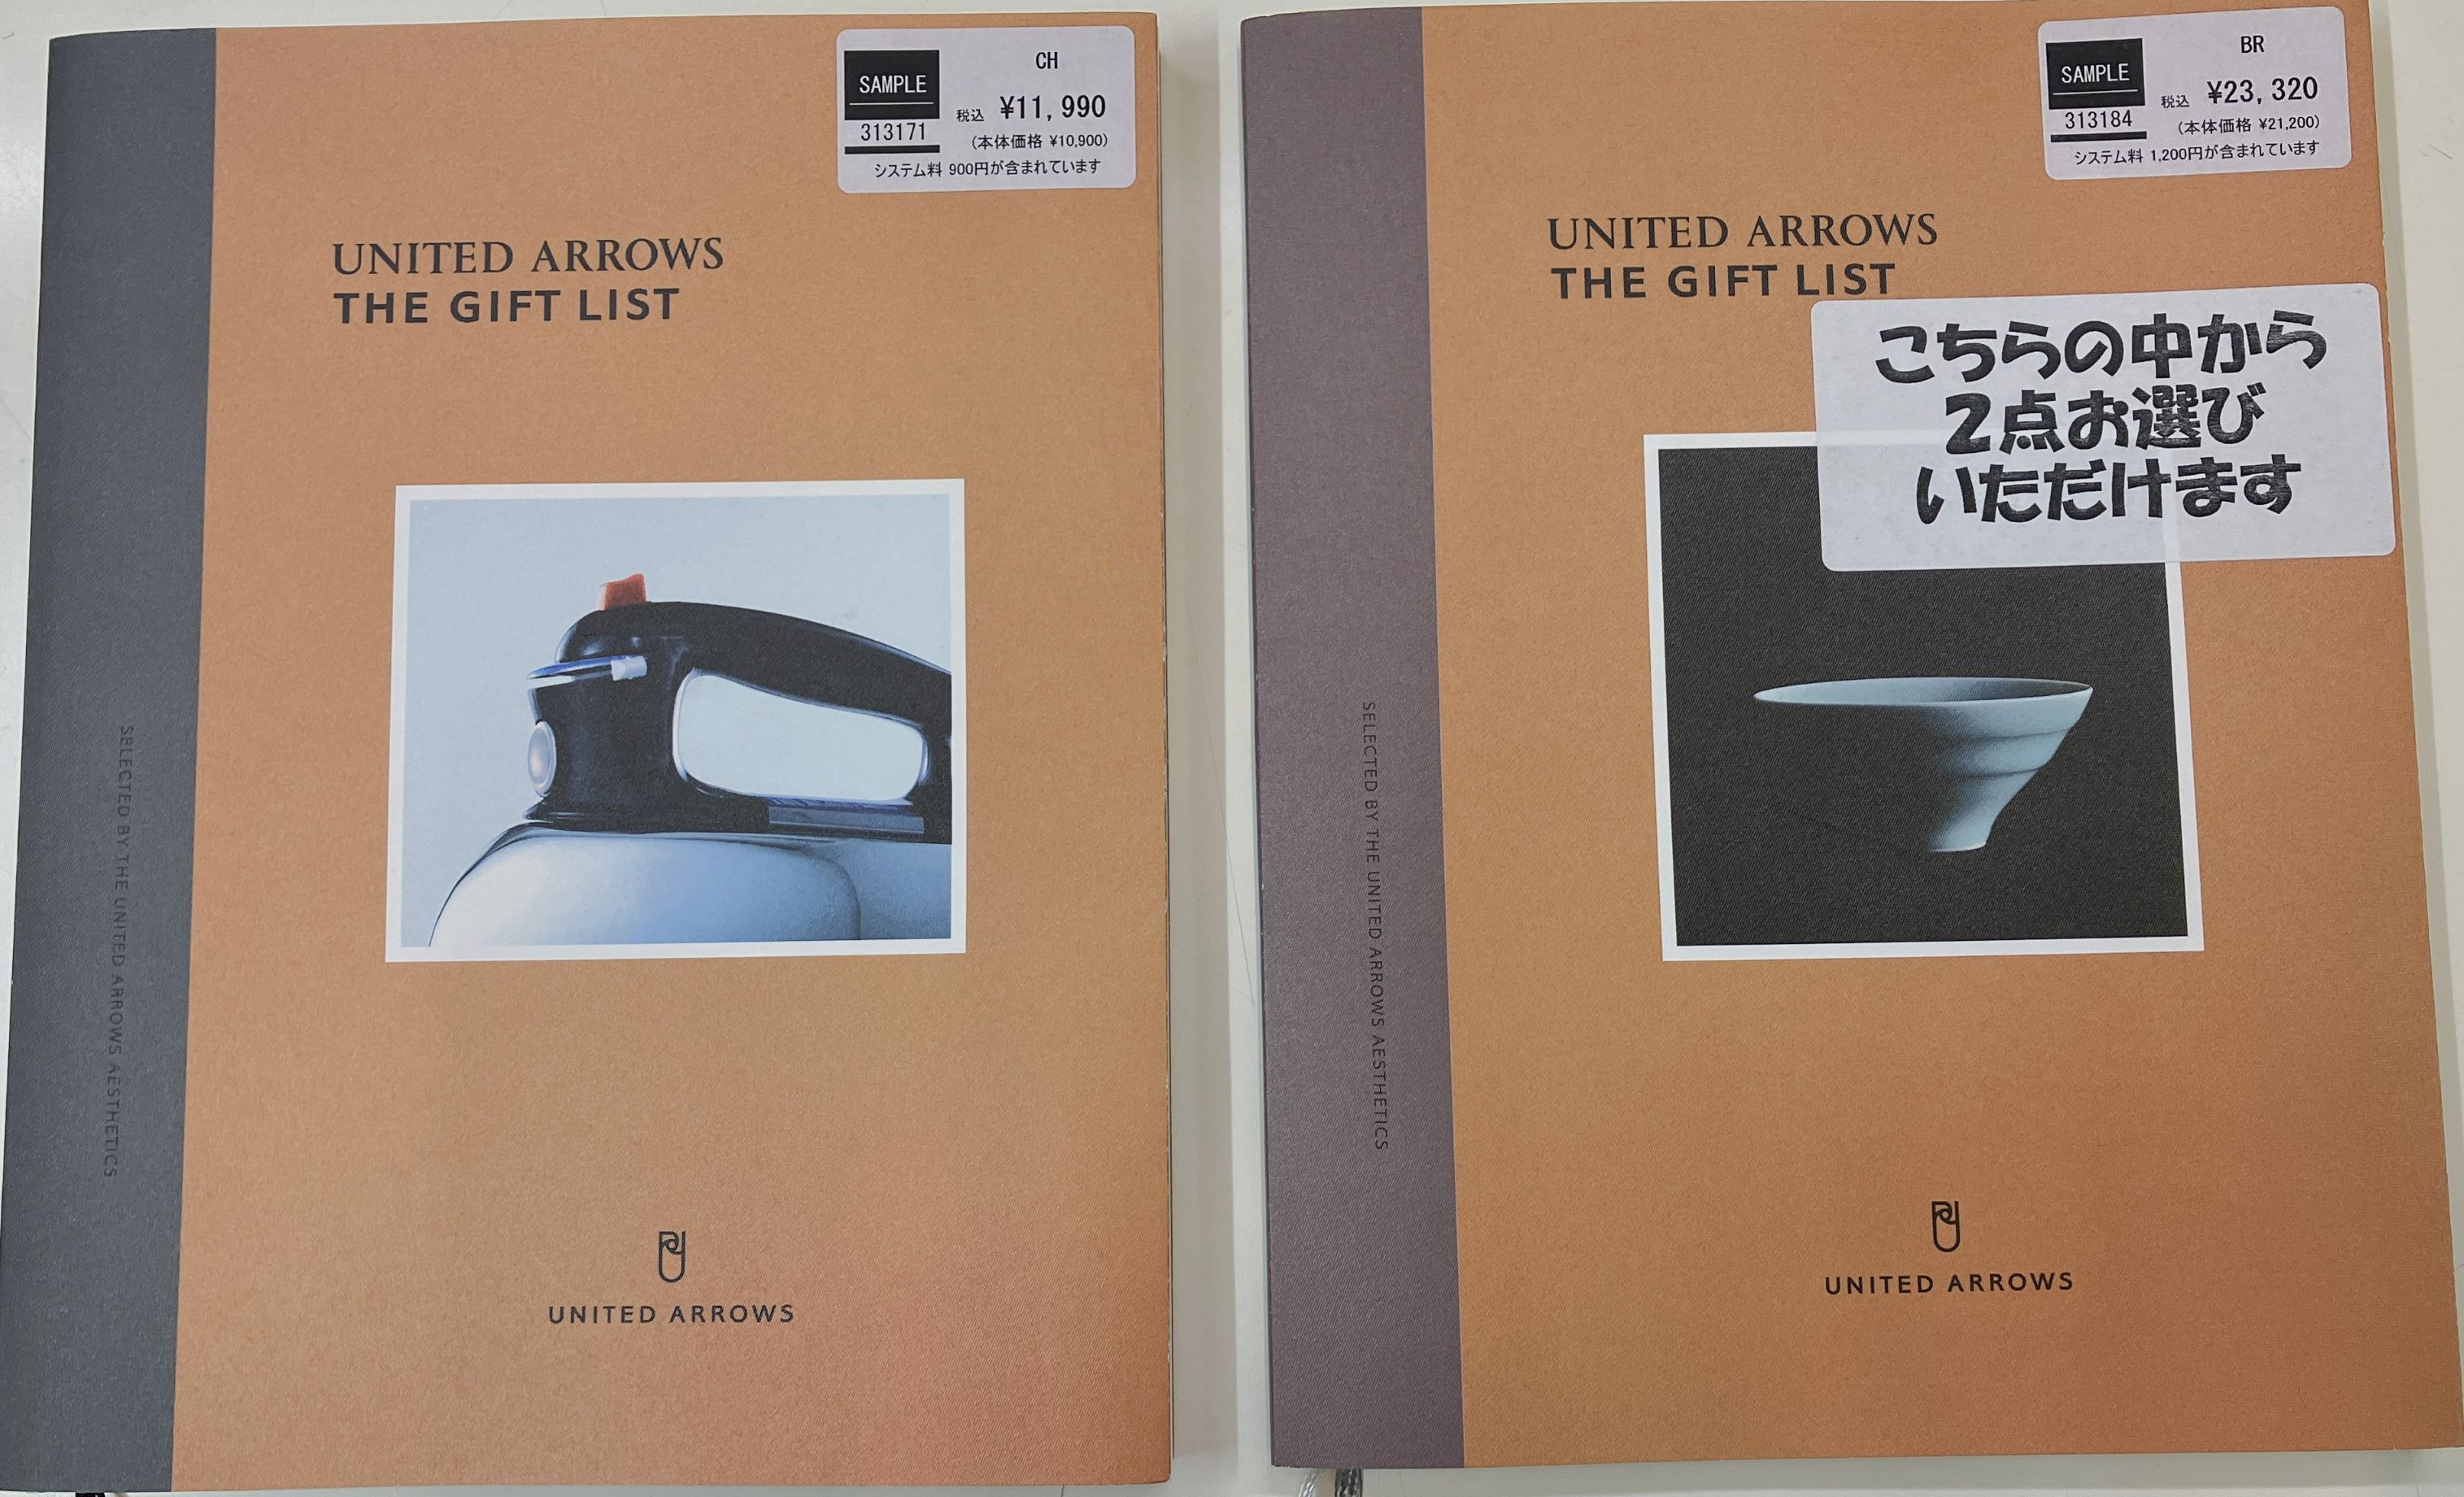 SAMPLE
313171
CH
税込 ¥11,990
(本体価格 ¥10,900)
システム料 900円が含まれています
UNITED ARROWS
THE GIFT LIST
SELECTED BY THE UNITED ARROWS AESTHETICS
UNITED ARROWS
SAMPLE
313184
BR
税込 ¥23,320
(本体価格 ¥21,200)
システム料 1,200円が含まれています
UNITED ARROWS
THE GIFT LIST
こちらの中から
2点お選び
いただけます
SELECTED BY THE UNITED ARROWS AESTHETICS
UNITED ARROWS